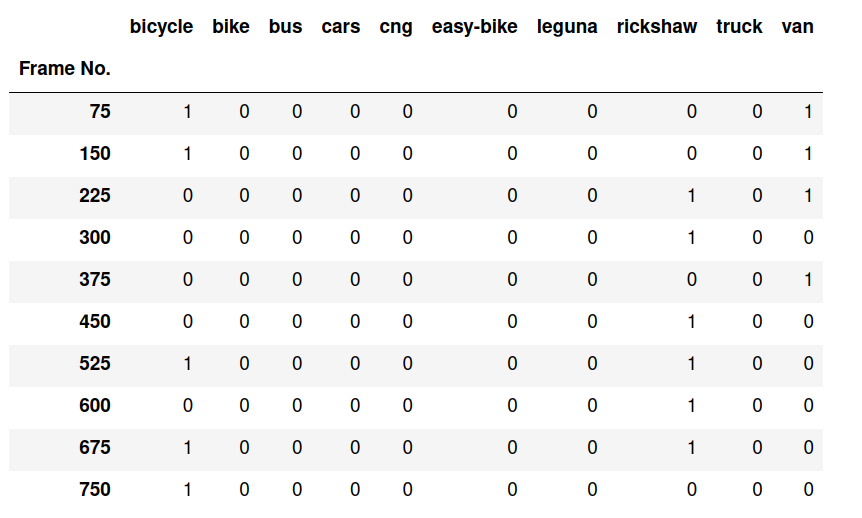 bicycle bike bus cars cng easy-bike leguna rickshaw truck van
Frame No.
75 1 0 0 0 0 0 0 0 0 1
150 1 0 0 0 0 0 0 0 0 1
225 0 0 0 0 0 0 0 1 0 1
300 0 0 0 0 0 0 0 1 0 0
375 0 0 0 0 0 0 0 0 0 1
450 0 0 0 0 0 0 0 1 0 0
525 1 0 0 0 0 0 0 1 0 0
600 0 0 0 0 0 0 0 1 0 0
675 1 0 0 0 0 0 0 1 0 0
750 1 0 0 0 0 0 0 0 0 0